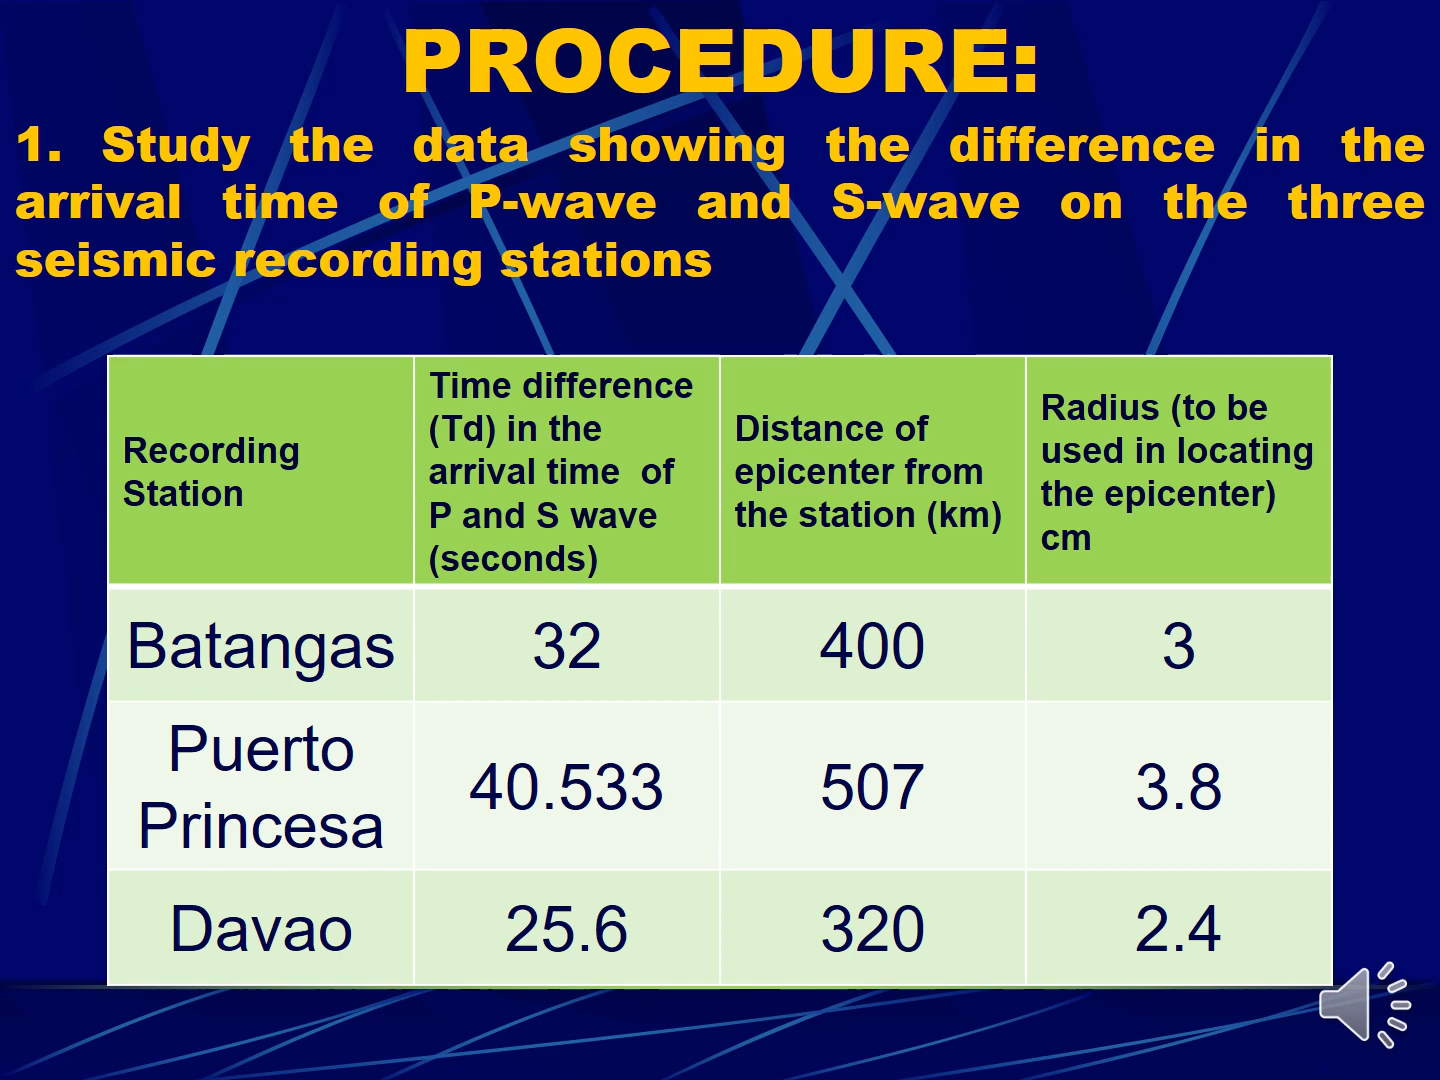 PROCEDURE:
1. Study the data showing the difference in the
arrival time of P-wave and S-wave on the three
seismic recording stations
Recording
Station
Time difference
(Td) in the
arrival time of
P and S wave
(seconds)
Distance of
epicenter from
the station (km)
Radius (to be
used in locating
the epicenter)
cm
Batangas
32
400
3
Puerto
Princesa
40.533
507
3.8
Davao
25.6
320
2.4